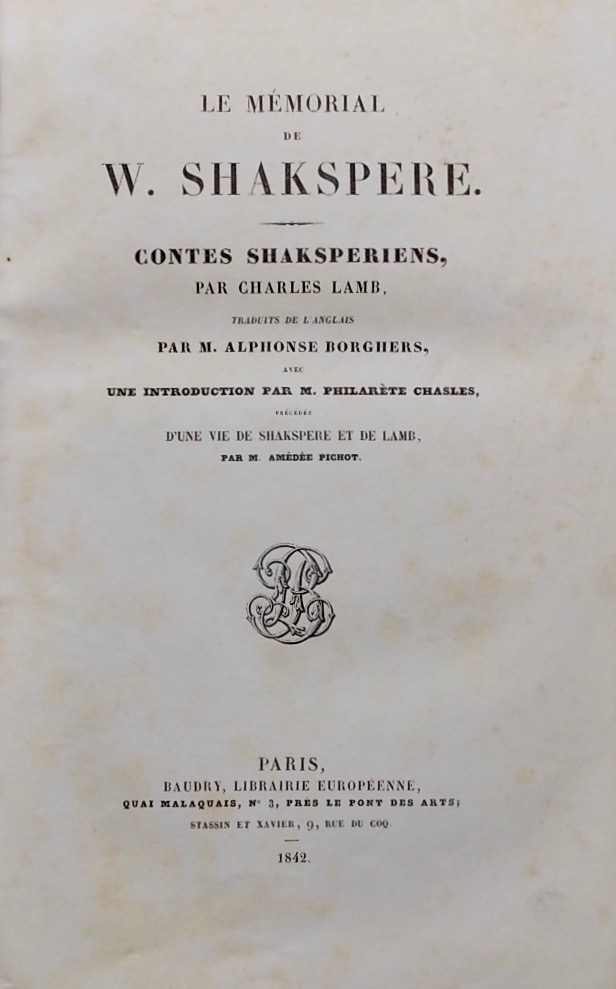 LE MÉMORIAL
DE
W. SHAKSPERE.
CONTES SHAKSPERIENS,
PAR CHARLES LAMB,
TRADUITS DE L'ANGLAIS
PAR M. ALPHONSE BORGHERS,
AVEC
UNE INTRODUCTION PAR M. PHILARÈTE CHASLES,
PRÉCÉDÉE
D'UNE VIE DE SHAKSPERE ET DE LAMB,
PAR M. AMÉDÉE PICHOT.
PARIS,
BAUDRY, LIBRAIRIE EUROPÉENNE,
QUAI MALAQUAIS, N° 3, PRÈS LE PONT DES ARTS;
STASSIN ET XAVIER, 9, RUE DU COQ.
1842.